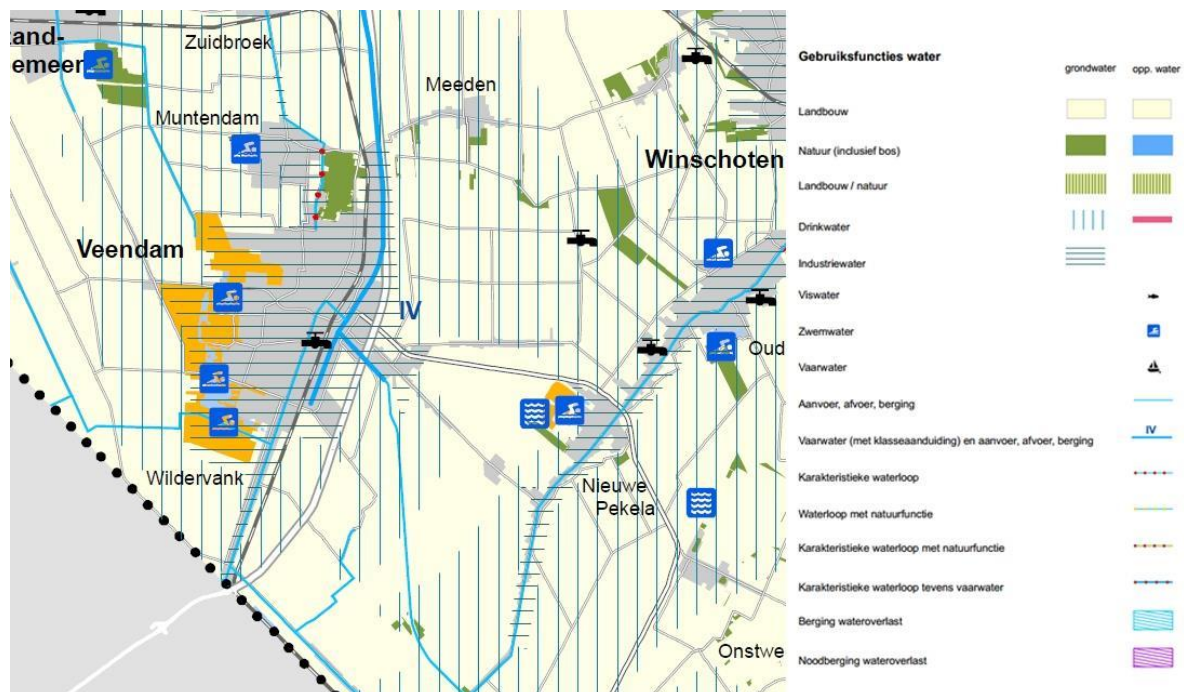 tand-
emeer
Zuidbroek
Meeden
Muntendam
Winschoten
Veendam
IV
Oud
Wildervank
Nieuwe
Pekela
Onstwe
Gebruiksfuncties water
grondwater opp. water
Landbouw
Natuur (inclusief bos)
Landbouw / natuur
Drinkwater
Industriewater
Viswater
Zwemwater
Vaarwater
Aanvoer, afvoer, berging
IV
Vaarwater (met klasseaanduiding) en aanvoer, afvoer, berging
Karakteristieke waterloop
Waterloop met natuurfunctie
Karakteristieke waterloop met natuurfunctie
Karakteristieke waterloop tevens vaarwater
Berging wateroverlast
Noodberging wateroverlast